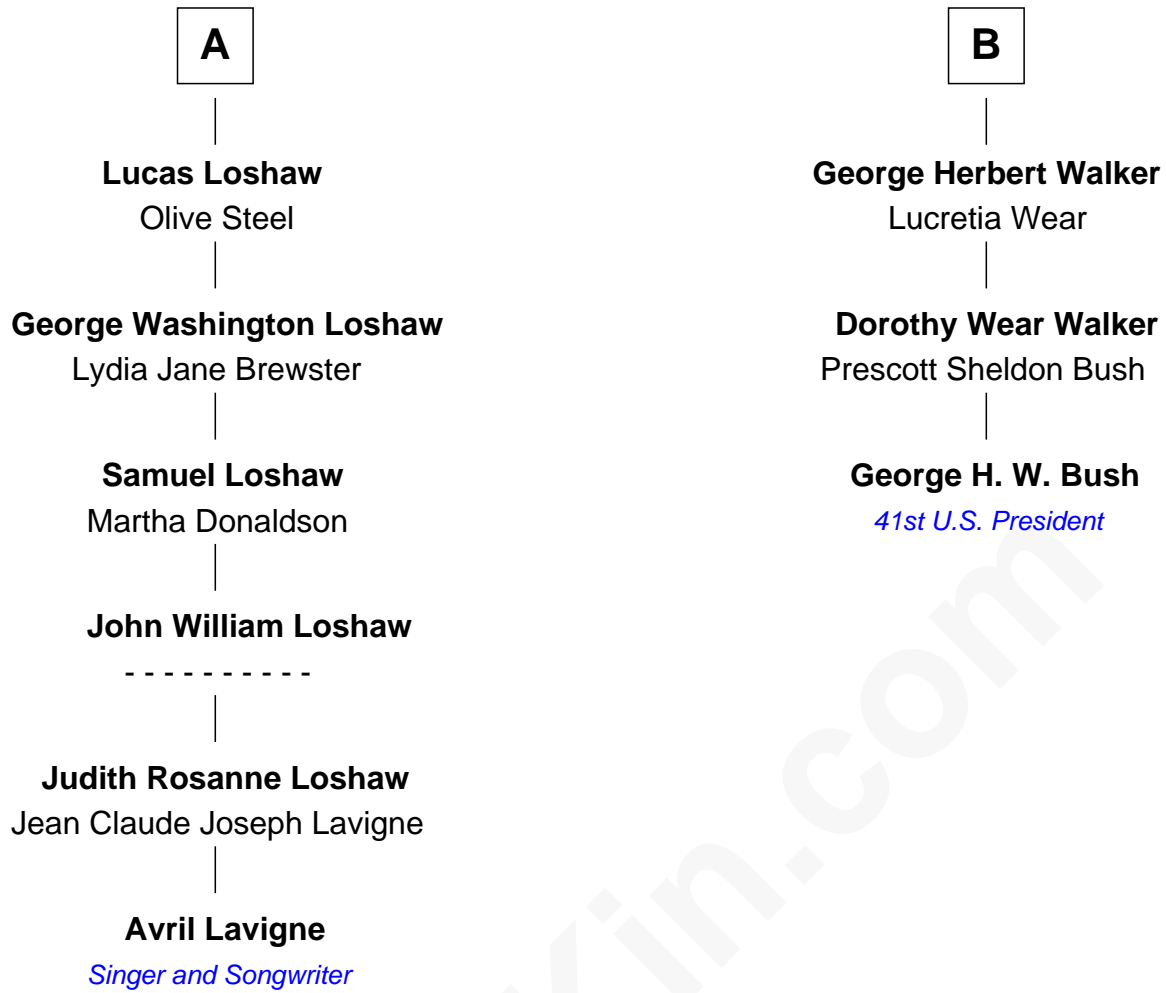 A
Lucas Loshaw
Olive Steel
George Washington Loshaw
Lydia Jane Brewster
Samuel Loshaw
Martha Donaldson
John William Loshaw
- - - - - - - - - -
Judith Rosanne Loshaw
Jean Claude Joseph Lavigne
Avril Lavigne
Singer and Songwriter
B
George Herbert Walker
Lucretia Wear
Dorothy Wear Walker
Prescott Sheldon Bush
George H. W. Bush
41st U.S. President
kin.com